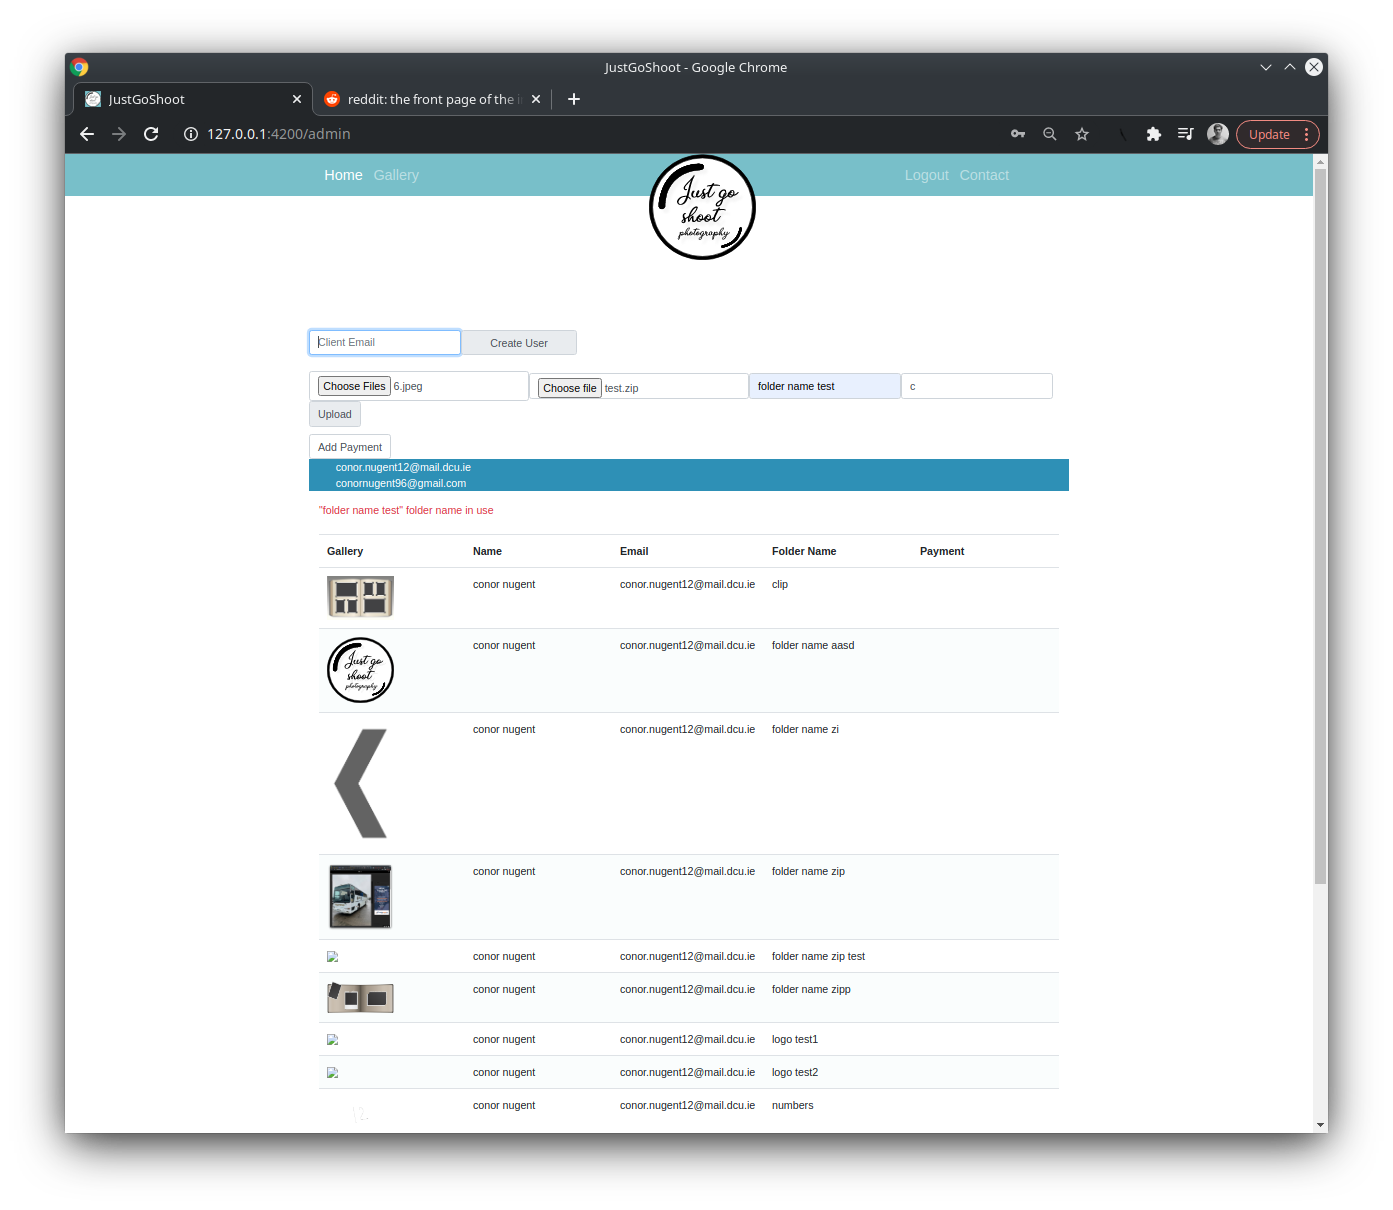 JustGoShoot - Google Chrome
JustGoShoot
reddit: the front page of the i
127.0.0.1:4200/admin
Update
Home Gallery
Just go
shoot
photography
Logout Contact
Client Email
Create User
Choose Files 6.jpeg
Choose file test.zip
folder name test
c
Upload
Add Payment
conor.nugent12@mail.dcu.ie
conornugent96@gmail.com
"folder name test" folder name in use
Gallery Name Email Folder Name Payment
conor nugent conor.nugent12@mail.dcu.ie clip
conor nugent conor.nugent12@mail.dcu.ie folder name aasd
Just go
shoot
photography
conor nugent conor.nugent12@mail.dcu.ie folder name zi
conor nugent conor.nugent12@mail.dcu.ie folder name zip
conor nugent conor.nugent12@mail.dcu.ie folder name zip test
conor nugent conor.nugent12@mail.dcu.ie folder name zipp
conor nugent conor.nugent12@mail.dcu.ie logo test1
conor nugent conor.nugent12@mail.dcu.ie logo test2
conor nugent conor.nugent12@mail.dcu.ie numbers